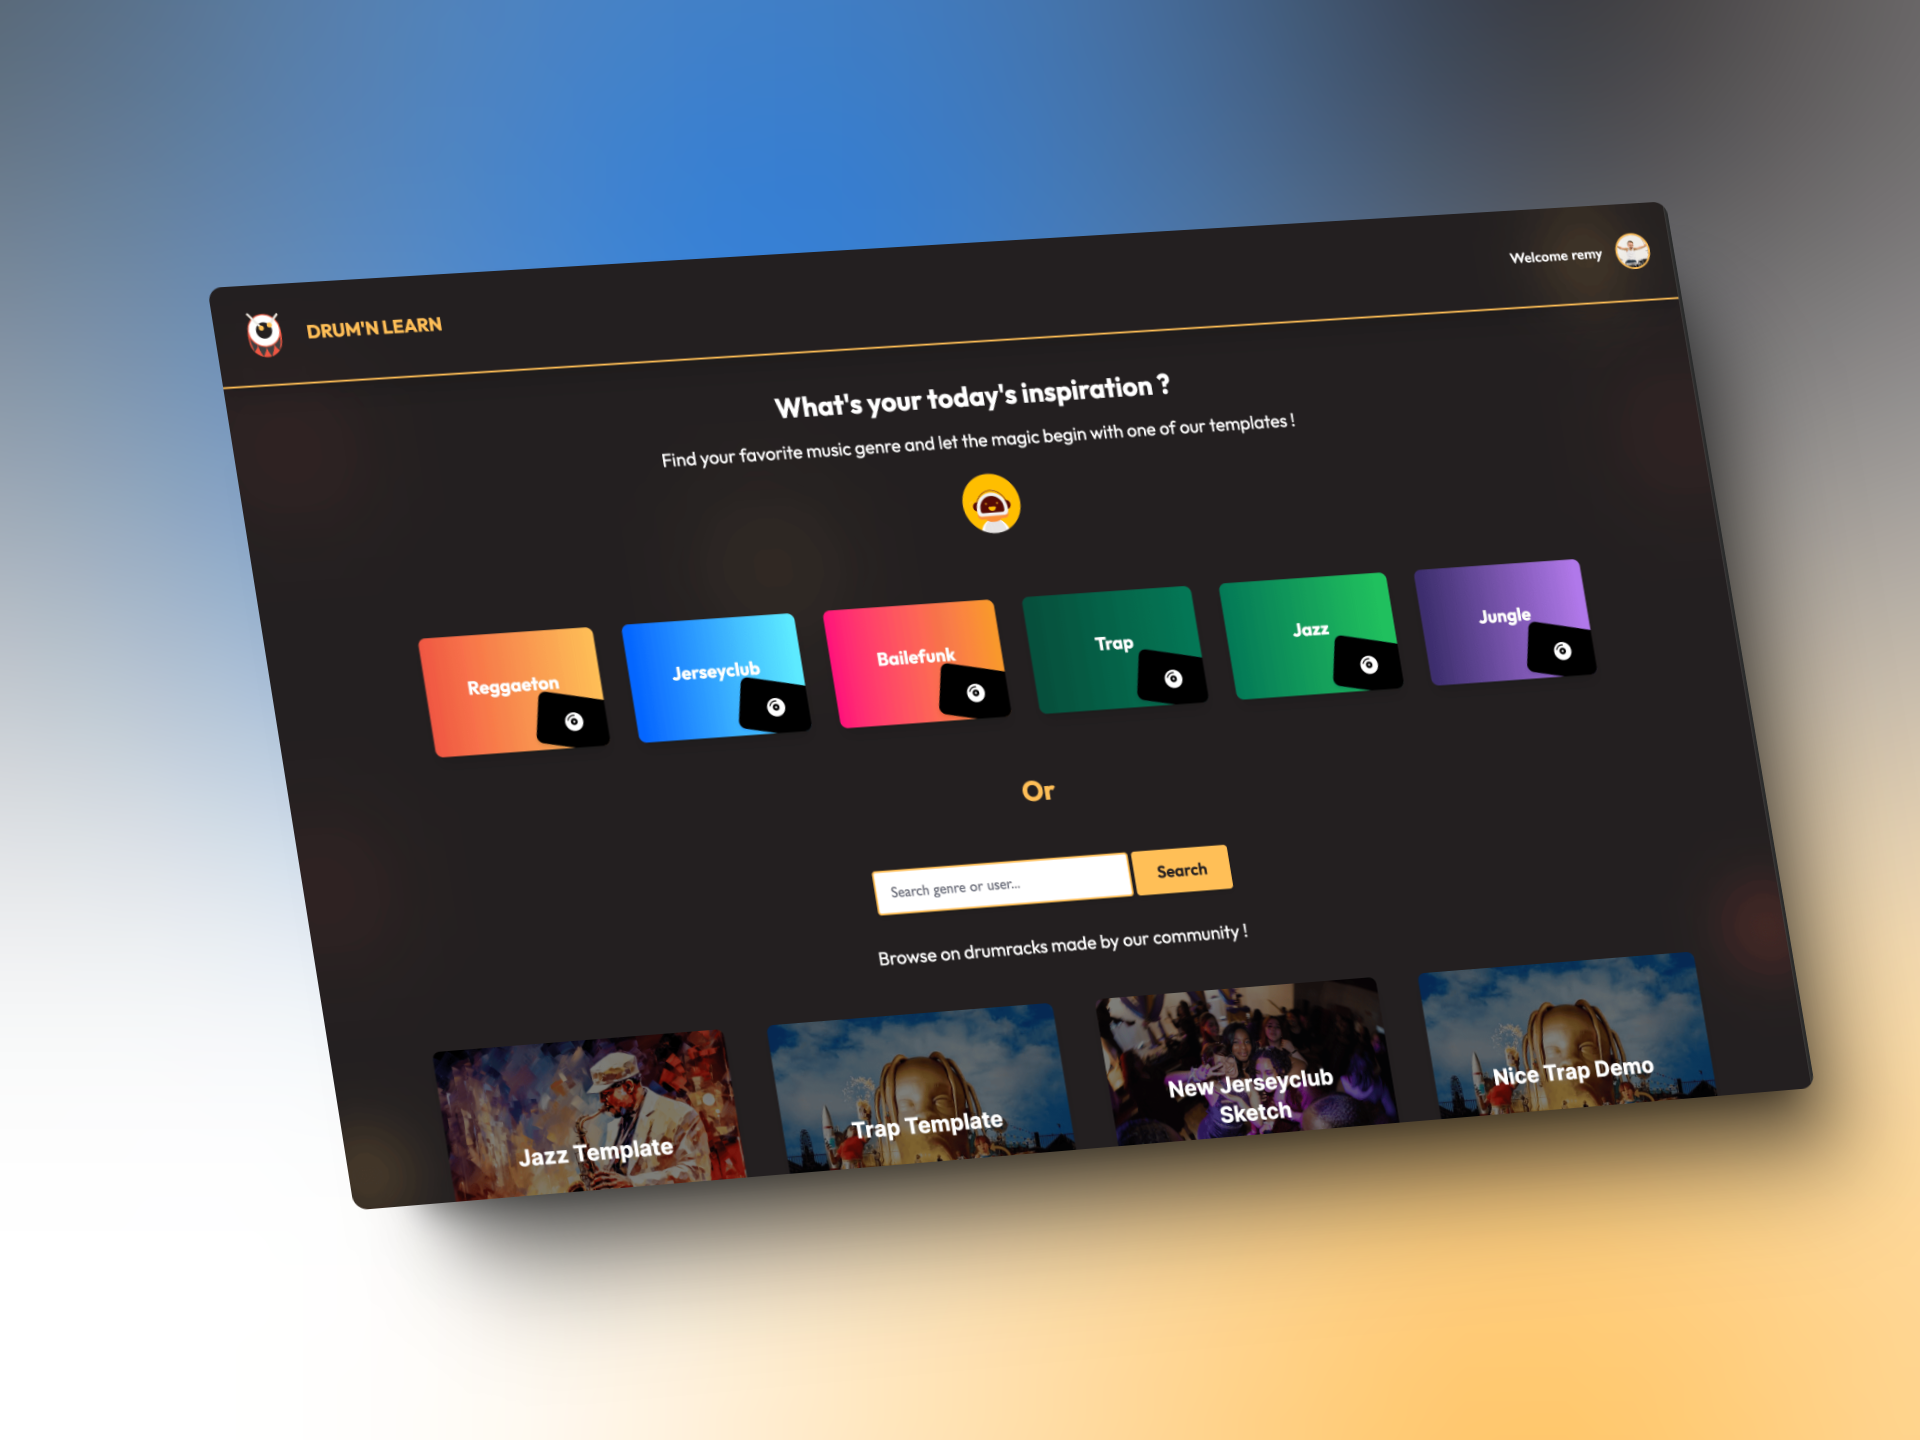 DRUM'N LEARN
Welcome remy
What's your today's inspiration ?
Find your favorite music genre and let the magic begin with one of our templates !
Reggaeton
Jerseyclub
Bailefunk
Trap
Jazz
Jungle
Or
Search genre or user...
Search
Browse on drumracks made by our community !
Jazz Template
Trap Template
New Jerseyclub
Sketch
Nice Trap Demo